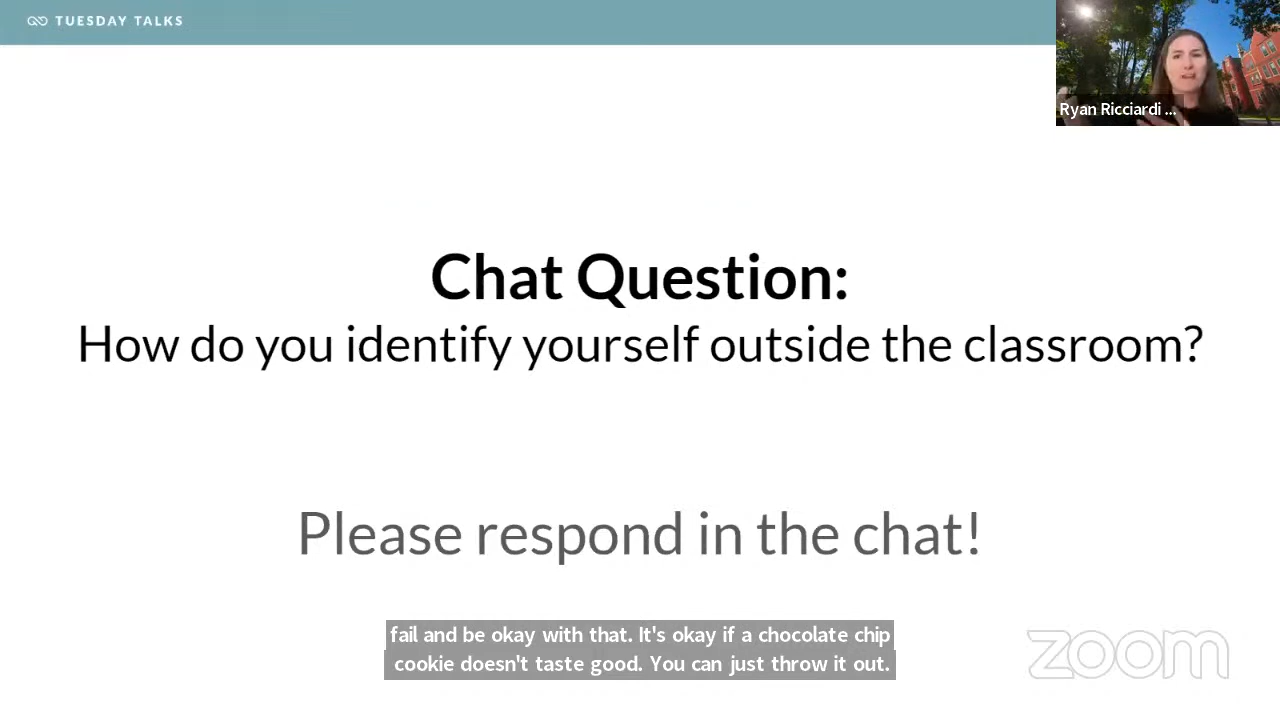 TUESDAY TALKS
Ryan Ricciardi ...
Chat Question:
How do you identify yourself outside the classroom?
Please respond in the chat!
fail and be okay with that. It's okay if a chocolate chip
cookie doesn't taste good. You can just throw it out.
zoom